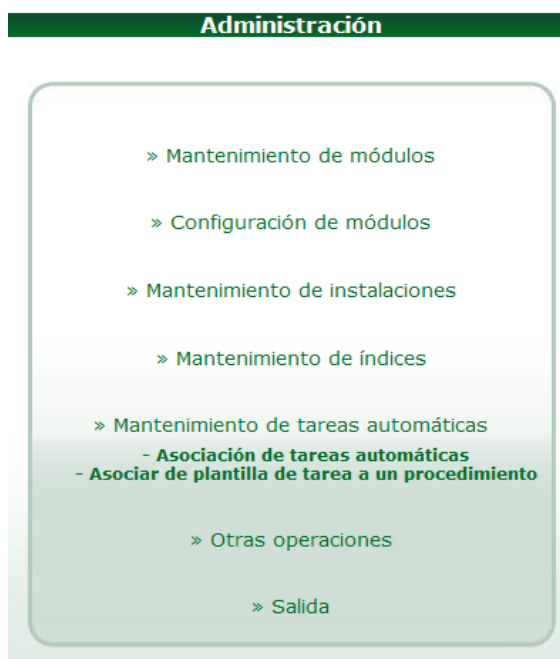 Administración
» Mantenimiento de módulos
» Configuración de módulos
» Mantenimiento de instalaciones
» Mantenimiento de índices
» Mantenimiento de tareas automáticas
- Asociación de tareas automáticas
- Asociar de plantilla de tarea a un procedimiento
» Otras operaciones
» Salida